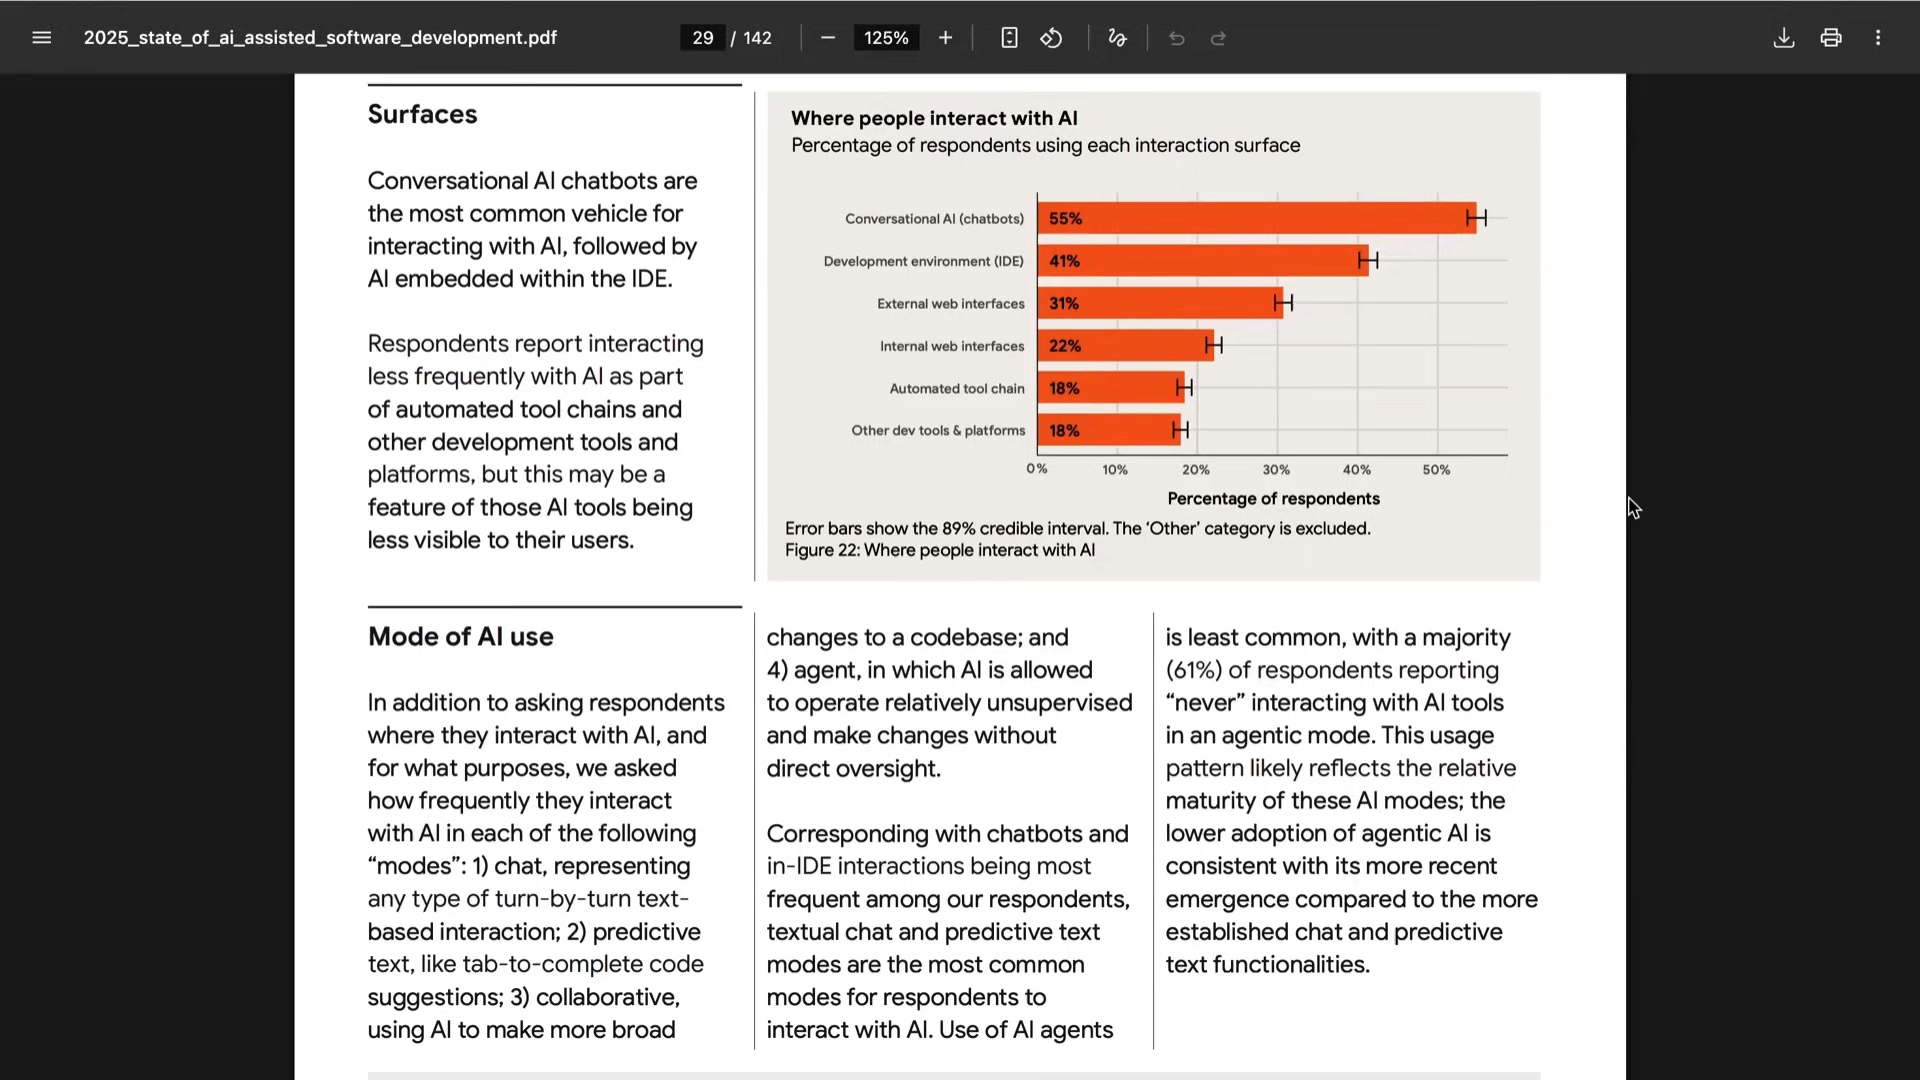 2025_state_of_ai_assisted_software_development.pdf
29 / 142
125%
Surfaces
Conversational AI chatbots are
the most common vehicle for
interacting with AI, followed by
AI embedded within the IDE.
Respondents report interacting
less frequently with AI as part
of automated tool chains and
other development tools and
platforms, but this may be a
feature of those AI tools being
less visible to their users.
Where people interact with AI
Percentage of respondents using each interaction surface
Conversational AI (chatbots) 55%
Development environment (IDE) 41%
External web interfaces 31%
Internal web interfaces 22%
Automated tool chain 18%
Other dev tools & platforms 18%
0% 10% 20% 30% 40% 50%
Percentage of respondents
Error bars show the 89% credible interval. The ‘Other’ category is excluded.
Figure 22: Where people interact with AI
Mode of AI use
In addition to asking respondents
where they interact with AI, and
for what purposes, we asked
how frequently they interact
with AI in each of the following
“modes”: 1) chat, representing
any type of turn-by-turn text-
based interaction; 2) predictive
text, like tab-to-complete code
suggestions; 3) collaborative,
using AI to make more broad
changes to a codebase; and
4) agent, in which AI is allowed
to operate relatively unsupervised
and make changes without
direct oversight.
Corresponding with chatbots and
in-IDE interactions being most
frequent among our respondents,
textual chat and predictive text
modes are the most common
modes for respondents to
interact with AI. Use of AI agents
is least common, with a majority
(61%) of respondents reporting
“never” interacting with AI tools
in an agentic mode. This usage
pattern likely reflects the relative
maturity of these AI modes; the
lower adoption of agentic AI is
consistent with its more recent
emergence compared to the more
established chat and predictive
text functionalities.